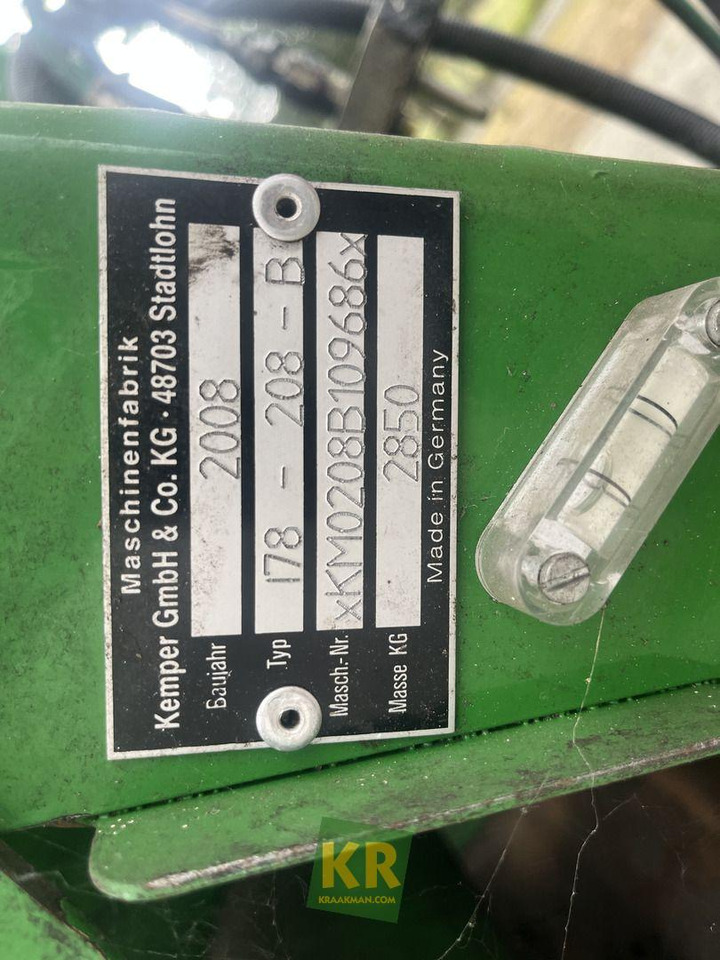 Maschinenfabrik
Kemper GmbH & Co. KG · 48703 Stadtlohn
Baujahr 2008
Typ 178 - 208 - B
Masch.-Nr. xKM0208B109686x
Masse KG 2850
Made in Germany
KR
KRAAKMAN.COM